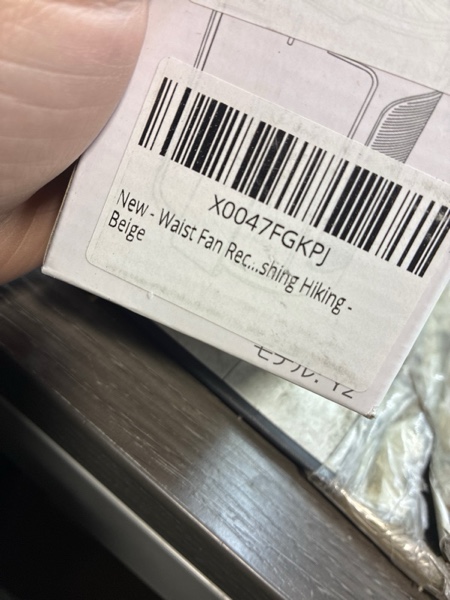 X0047FGKPJ
New - Waist Fan Rec...shing Hiking -
Beige
モデル: Y2